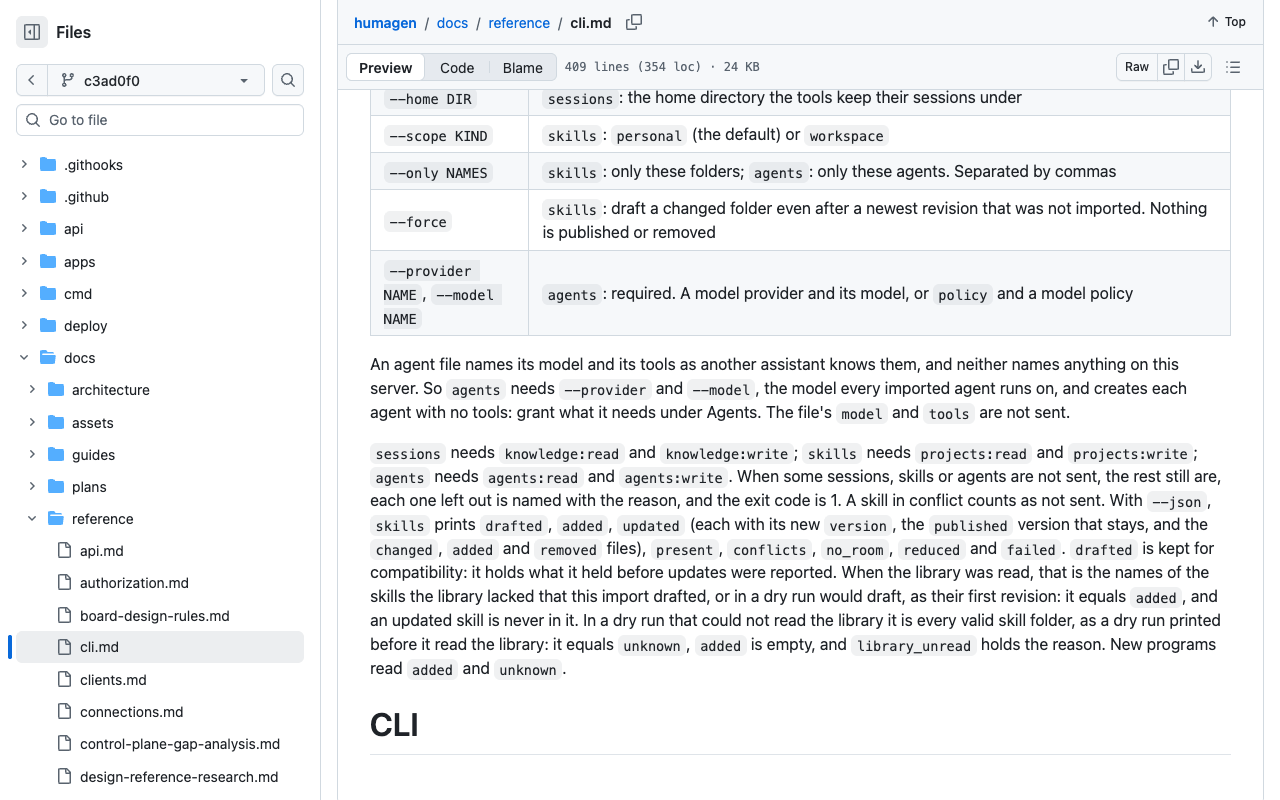 Files
humagen / docs / reference / cli.md
Top
c3ad0f0
Preview Code Blame 409 lines (354 loc) · 24 KB
Raw
Go to file
.githooks
.github
api
apps
cmd
deploy
docs
architecture
assets
guides
plans
reference
api.md
authorization.md
board-design-rules.md
cli.md
clients.md
connections.md
control-plane-gap-analysis.md
design-reference-research.md
--home DIR sessions : the home directory the tools keep their sessions under
--scope KIND skills : personal (the default) or workspace
--only NAMES skills : only these folders; agents : only these agents. Separated by commas
--force skills : draft a changed folder even after a newest revision that was not imported. Nothing
is published or removed
--provider
NAME , --model
NAME
agents : required. A model provider and its model, or policy and a model policy
An agent file names its model and its tools as another assistant knows them, and neither names anything on this
server. So agents needs --provider and --model , the model every imported agent runs on, and creates each
agent with no tools: grant what it needs under Agents. The file's model and tools are not sent.
sessions needs knowledge:read and knowledge:write ; skills needs projects:read and projects:write ;
agents needs agents:read and agents:write . When some sessions, skills or agents are not sent, the rest still are,
each one left out is named with the reason, and the exit code is 1. A skill in conflict counts as not sent. With --json ,
skills prints drafted , added , updated (each with its new version , the published version that stays, and the
changed , added and removed files), present , conflicts , no_room , reduced and failed . drafted is kept for
compatibility: it holds what it held before updates were reported. When the library was read, that is the names of the
skills the library lacked that this import drafted, or in a dry run would draft, as their first revision: it equals added , and
an updated skill is never in it. In a dry run that could not read the library it is every valid skill folder, as a dry run printed
before it read the library: it equals unknown , added is empty, and library_unread holds the reason. New programs
read added and unknown .
CLI